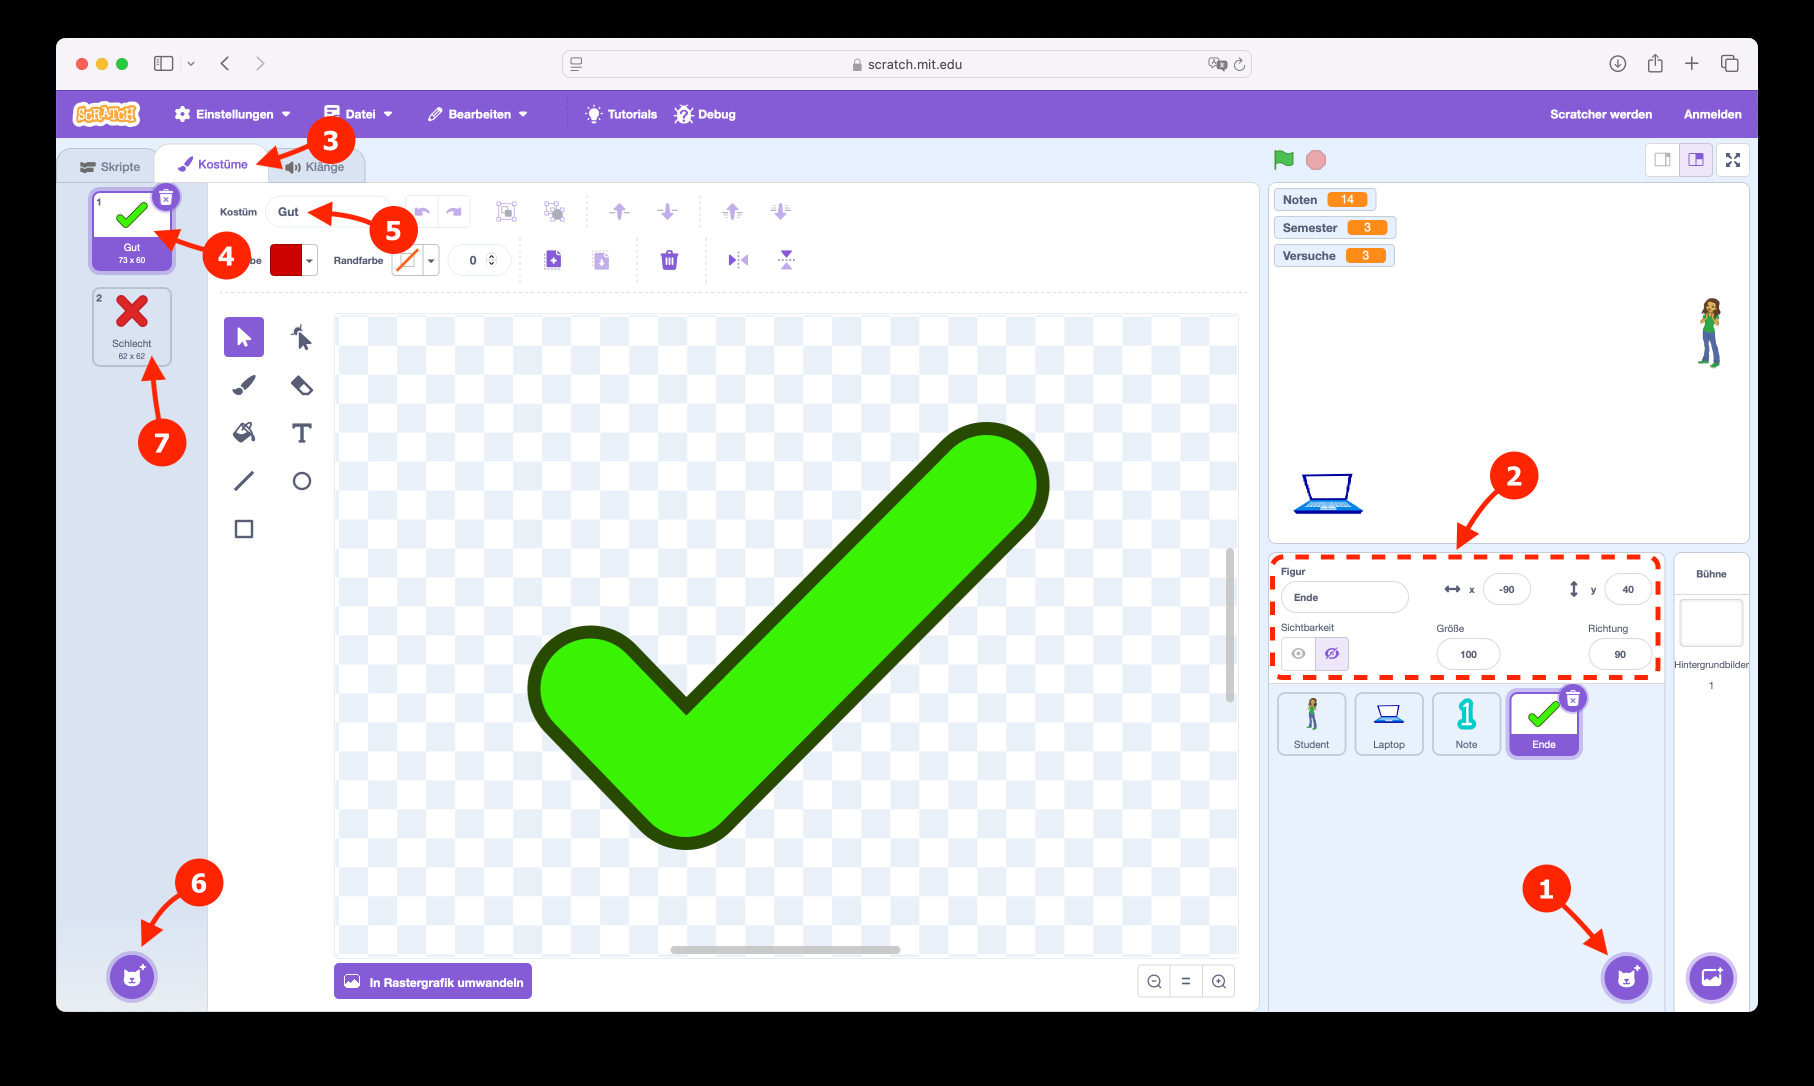 scratch.mit.edu
SCRATCH
Einstellungen
Datei
Bearbeiten
Tutorials
Debug
Scratcher werden
Anmelden
3
Skripte
Kostüme
Klänge
1
Gut
73 x 60
4
2
Schlecht
62 x 62
7
6
Kostüm
Gut
5
be
Randfarbe
0
T
In Rastergrafik umwandeln
=
Noten 14
Semester 3
Versuche 3
2
Figur
Ende
x -90
y 40
Sichtbarkeit
Größe
100
Richtung
90
Student
Laptop
1
Note
Ende
1
Bühne
Hintergrundbilder
1